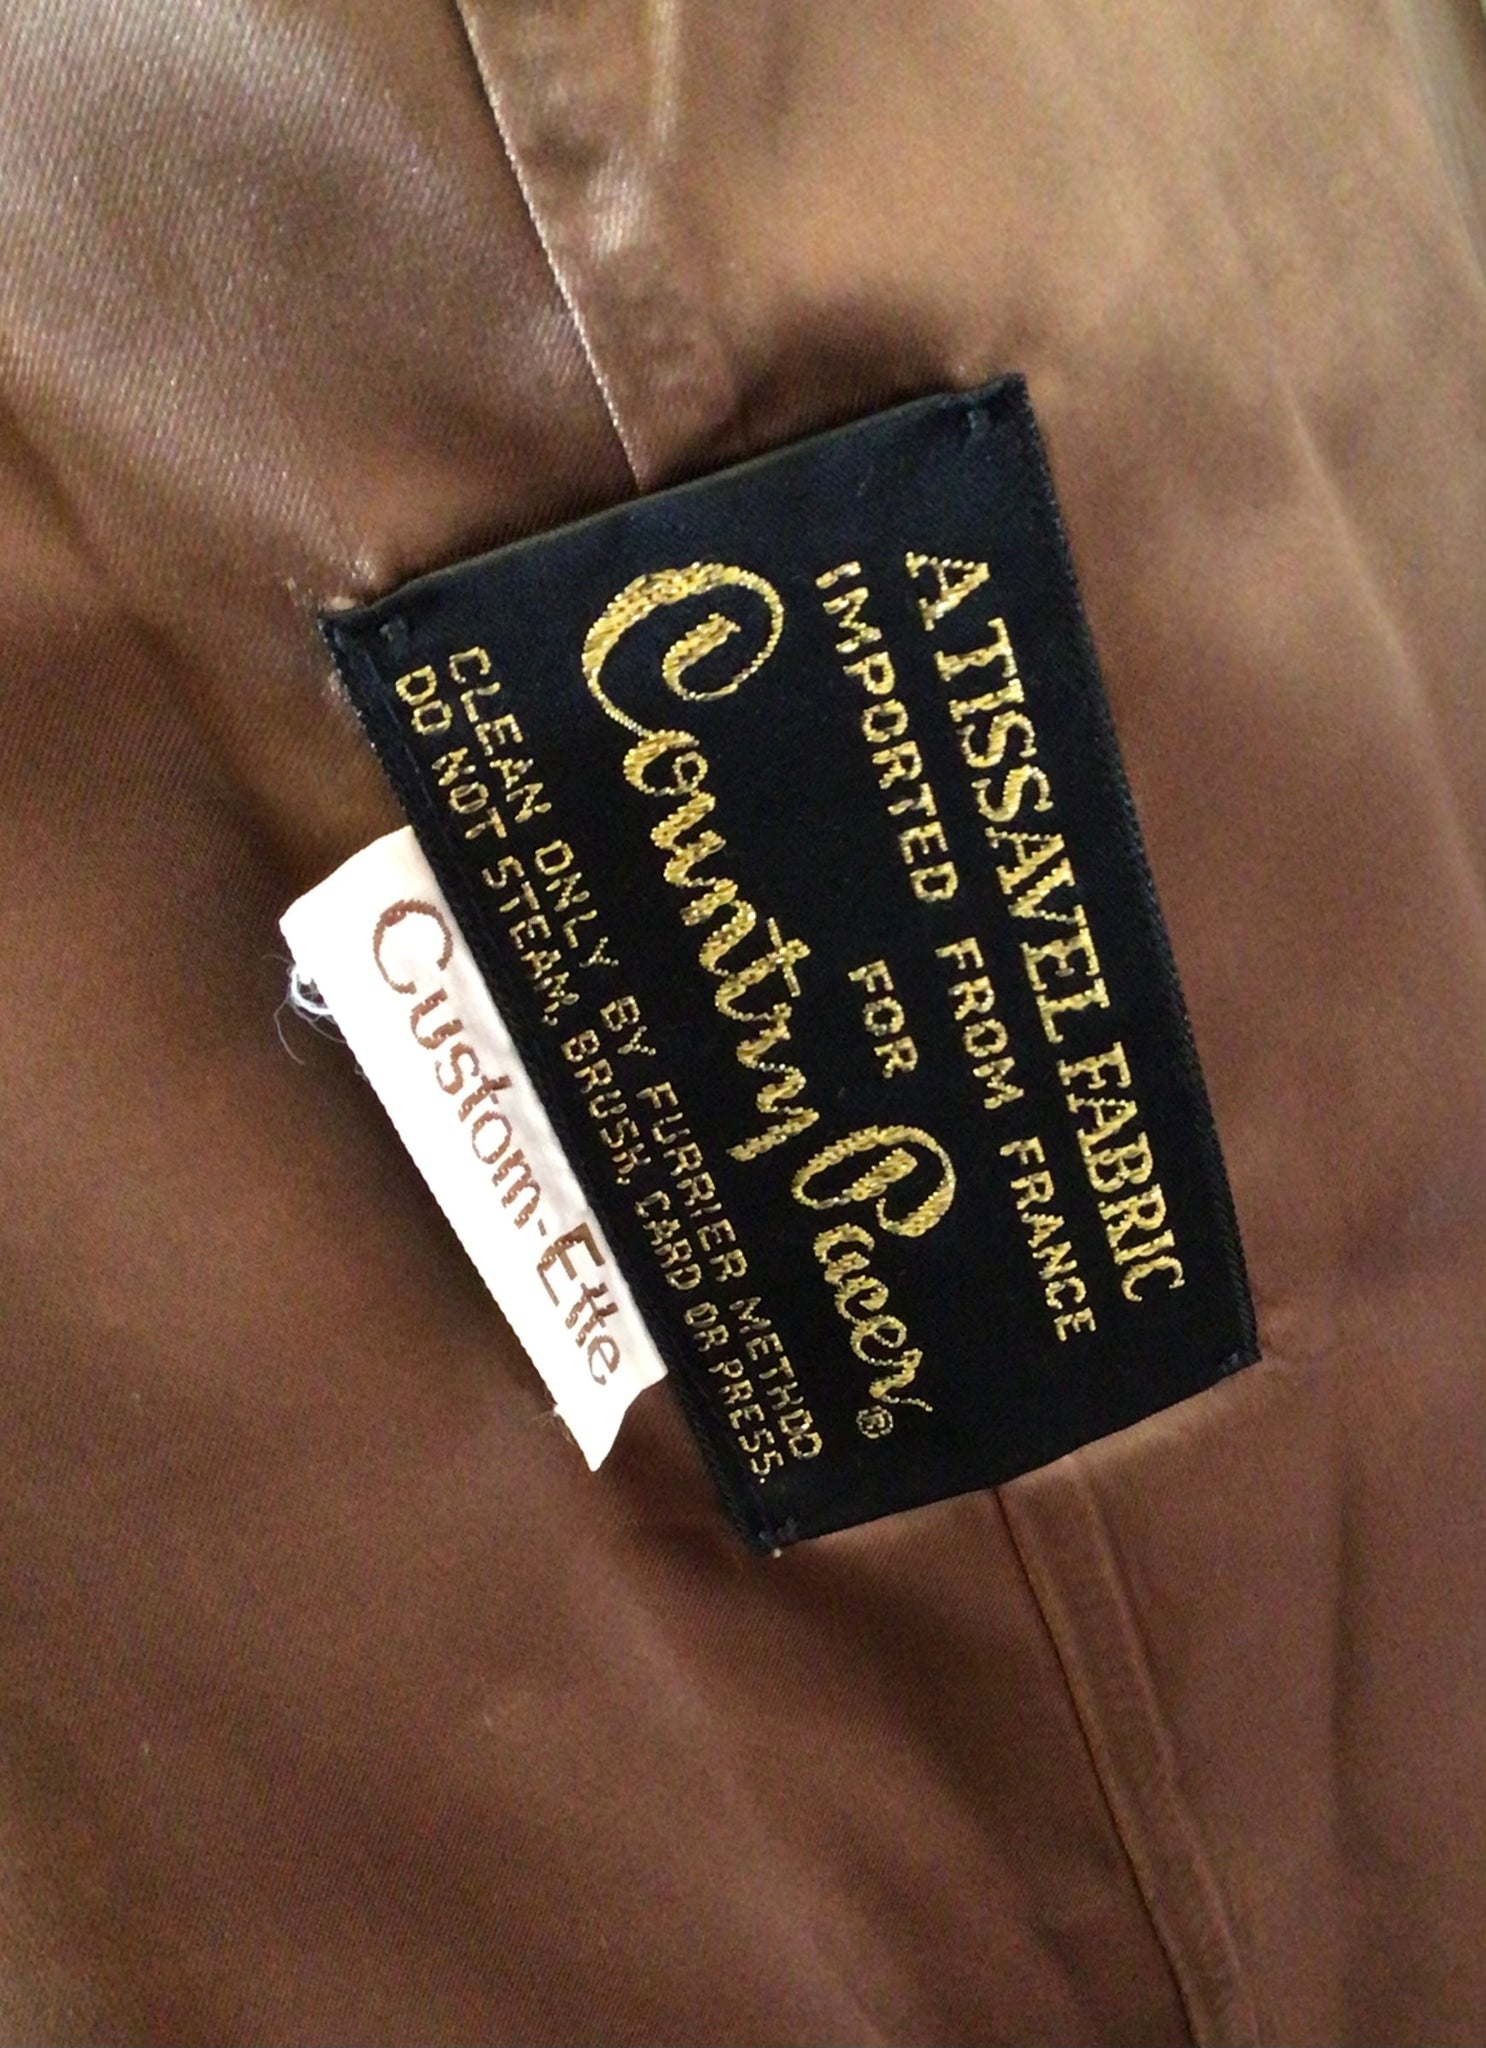 A TISSAVEL FABRIC
IMPORTED FROM FRANCE
FOR
Country Pacer®
CLEAN ONLY BY FURRIER METHOD
DO NOT STEAM, BRUSH, CARD OR PRESS.
Custom-Ette